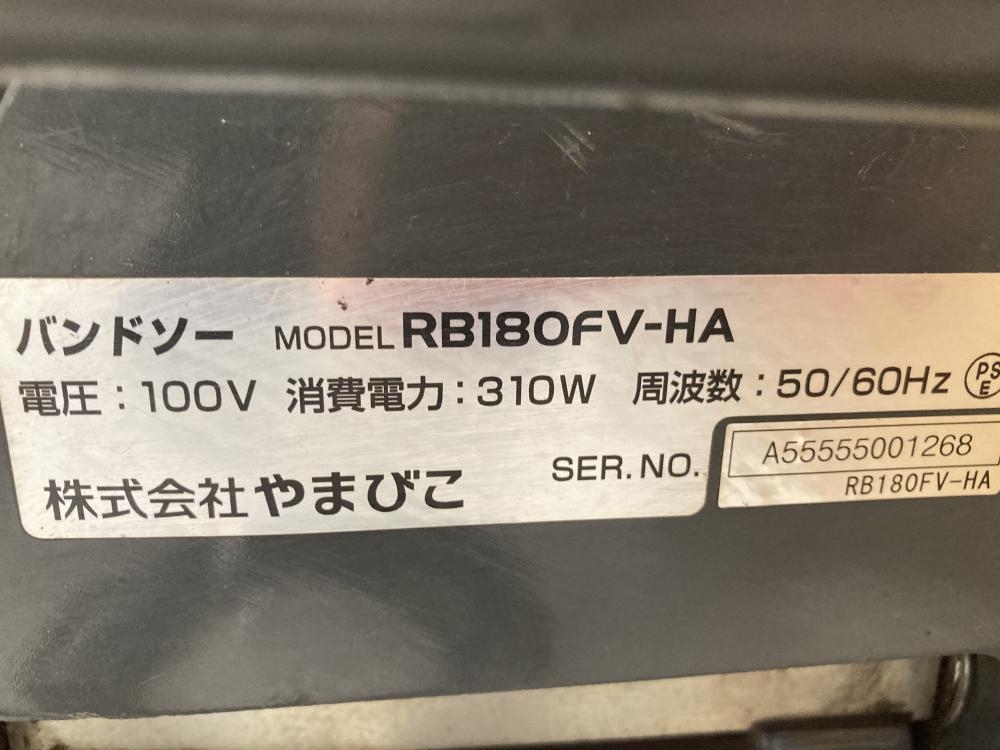 バンドソー MODEL RB180FV-HA
電圧：100V 消費電力：310W 周波数：50/60Hz PSE
株式会社やまびこ SER.NO. A55555001268
RB180FV-HA